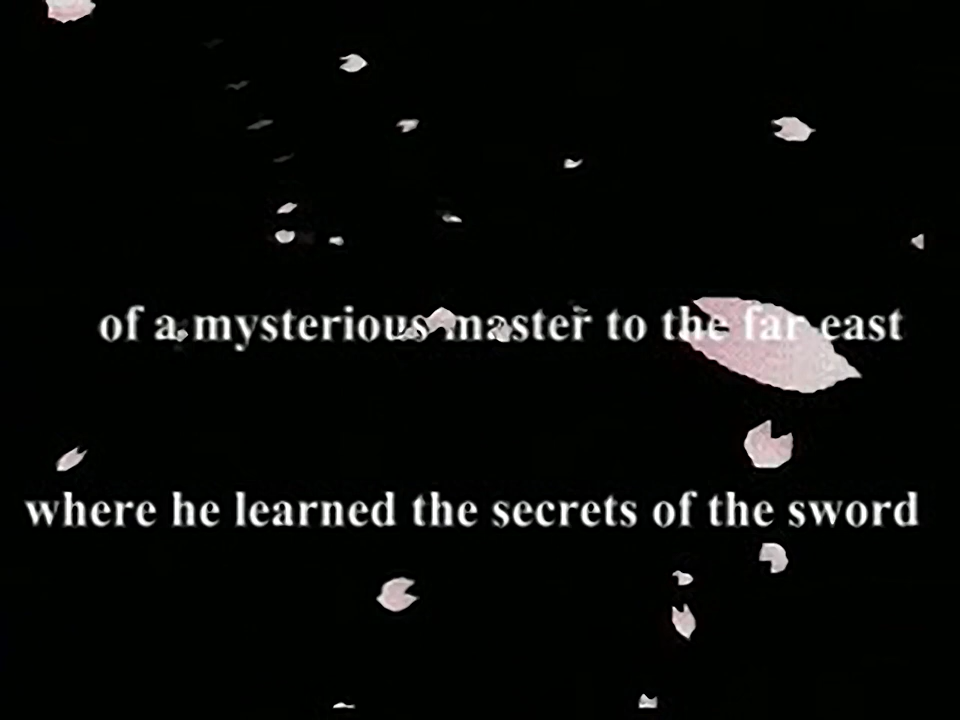 of a mysterious master to the far east
where he learned the secrets of the sword